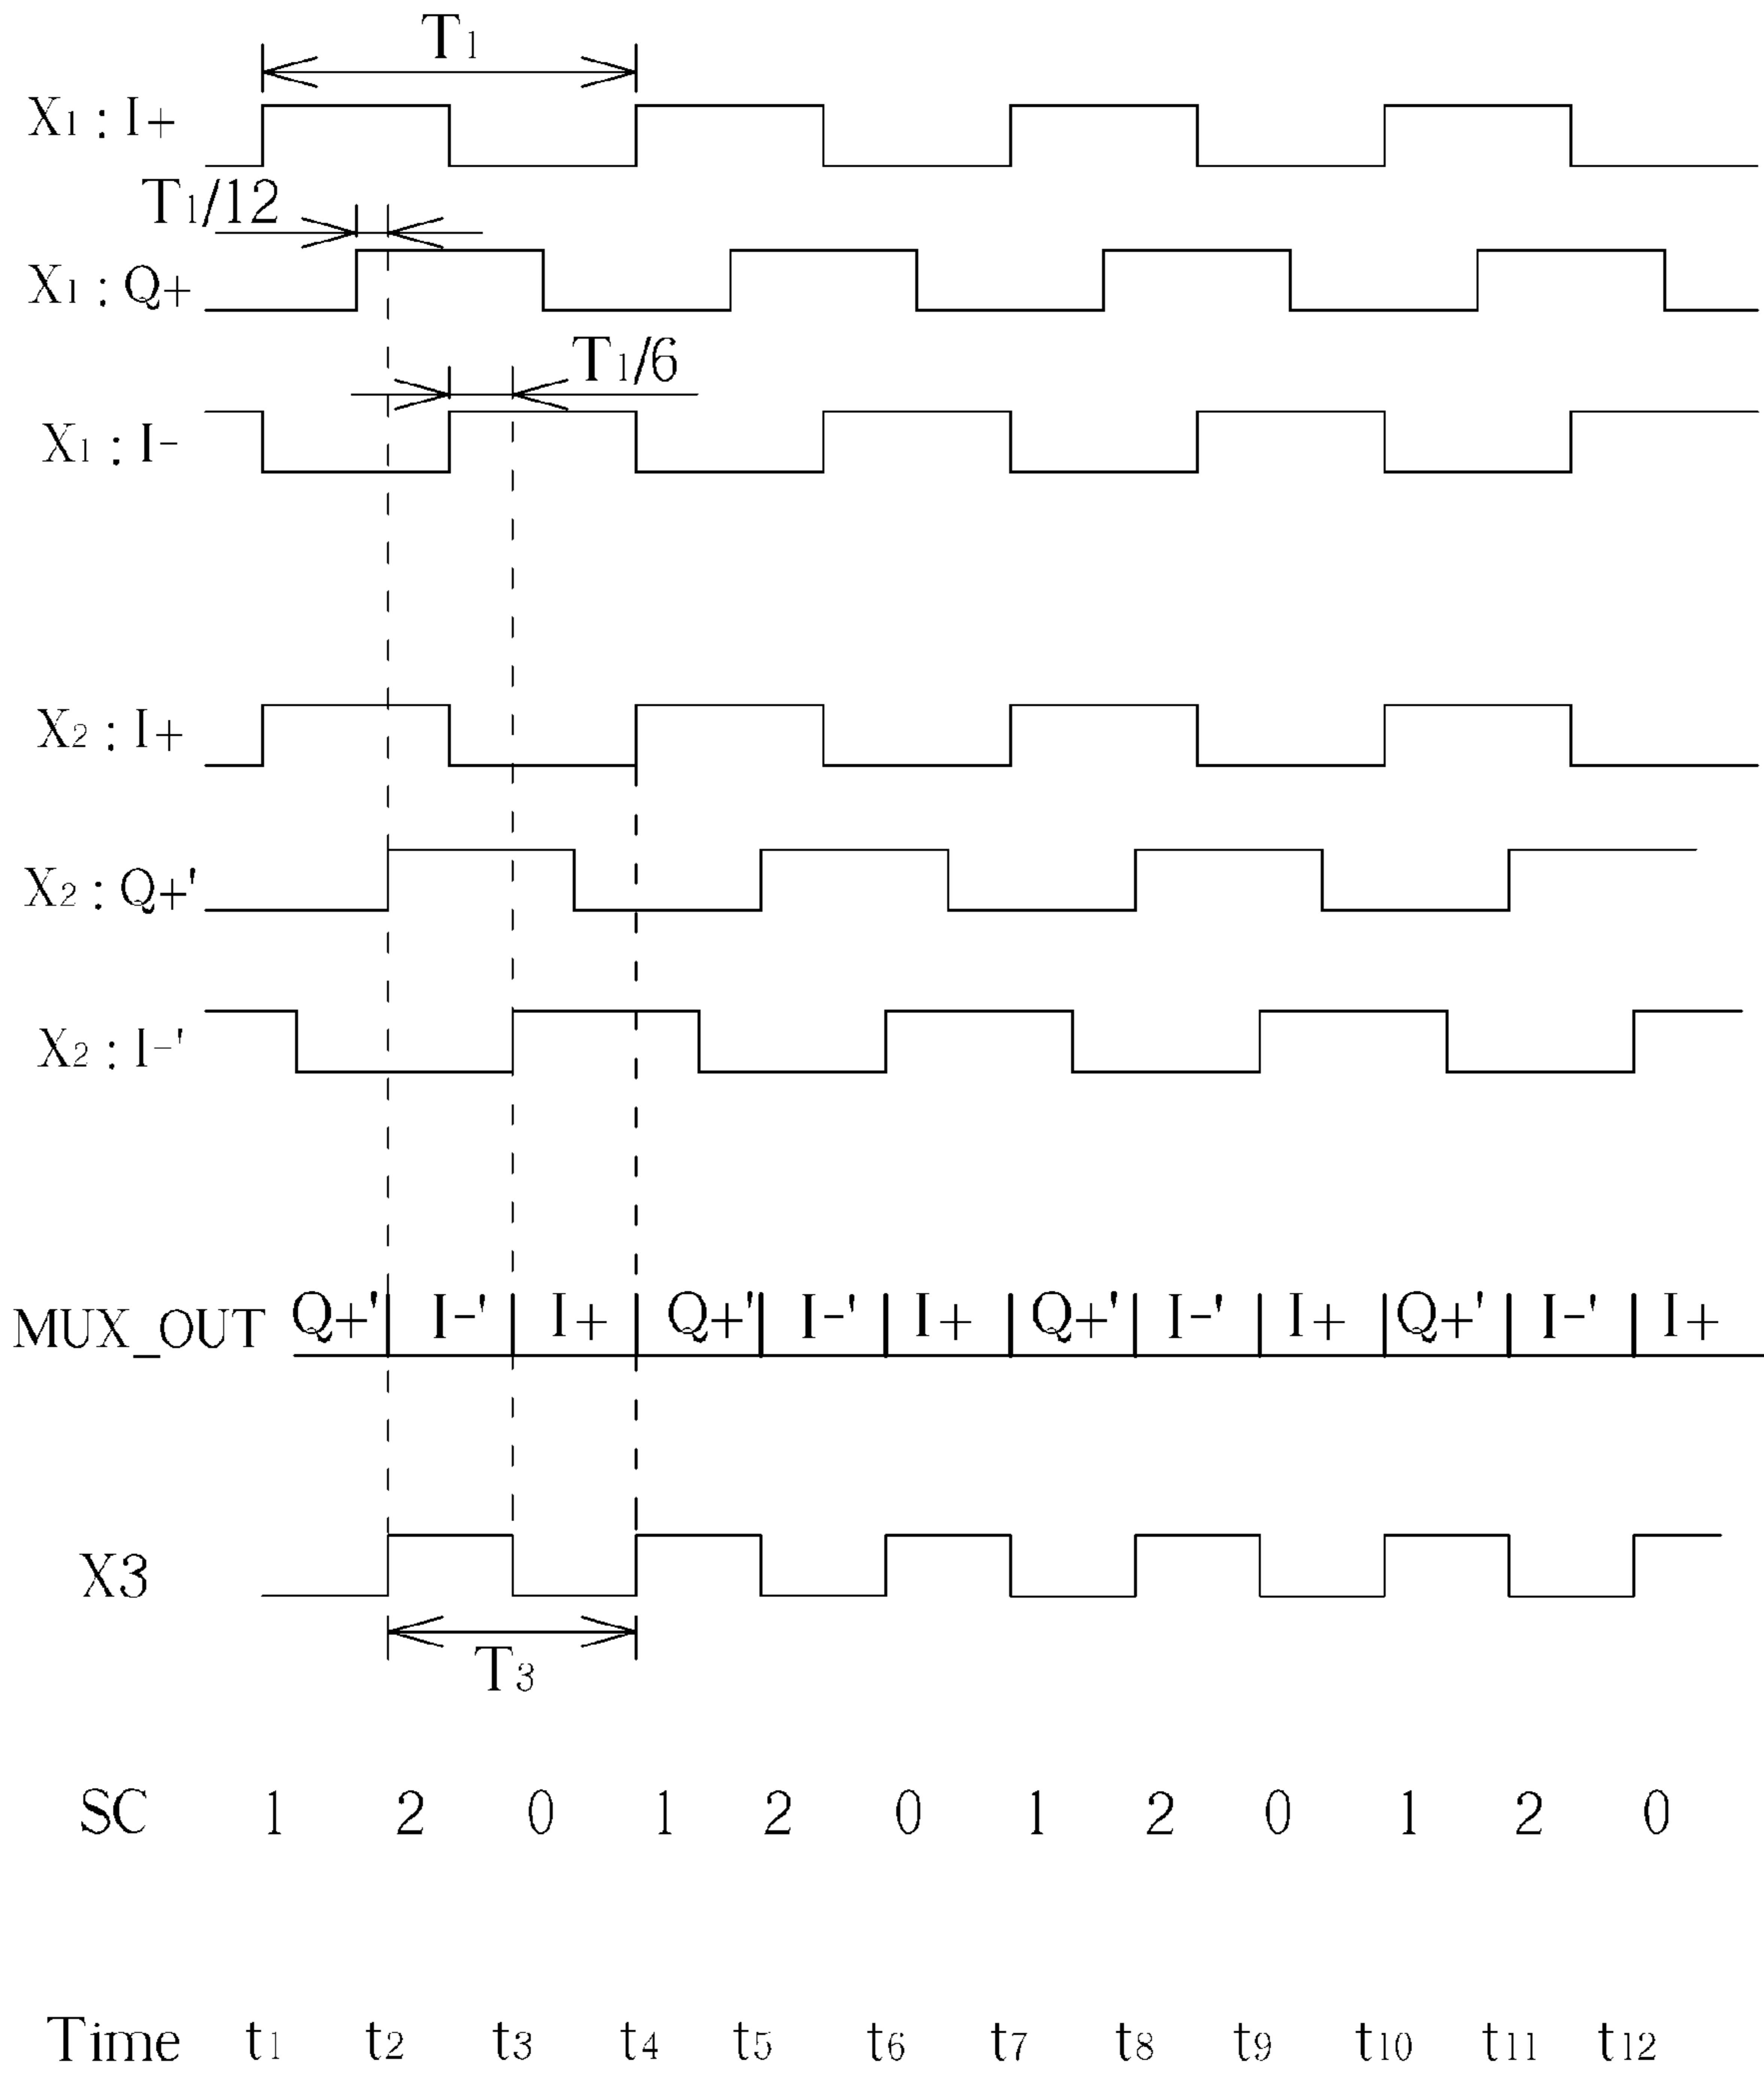 T1
X1 : I+
T1/12
X1 : Q+
T1/6
X1 : I-
X2 : I+
X2 : Q+'
X2 : I-'
MUX_OUT Q+' I-' I+ Q+' I-' I+ Q+' I-' I+ Q+' I-' I+
X3
T3
SC 1 2 0 1 2 0 1 2 0 1 2 0
Time t1 t2 t3 t4 t5 t6 t7 t8 t9 t10 t11 t12